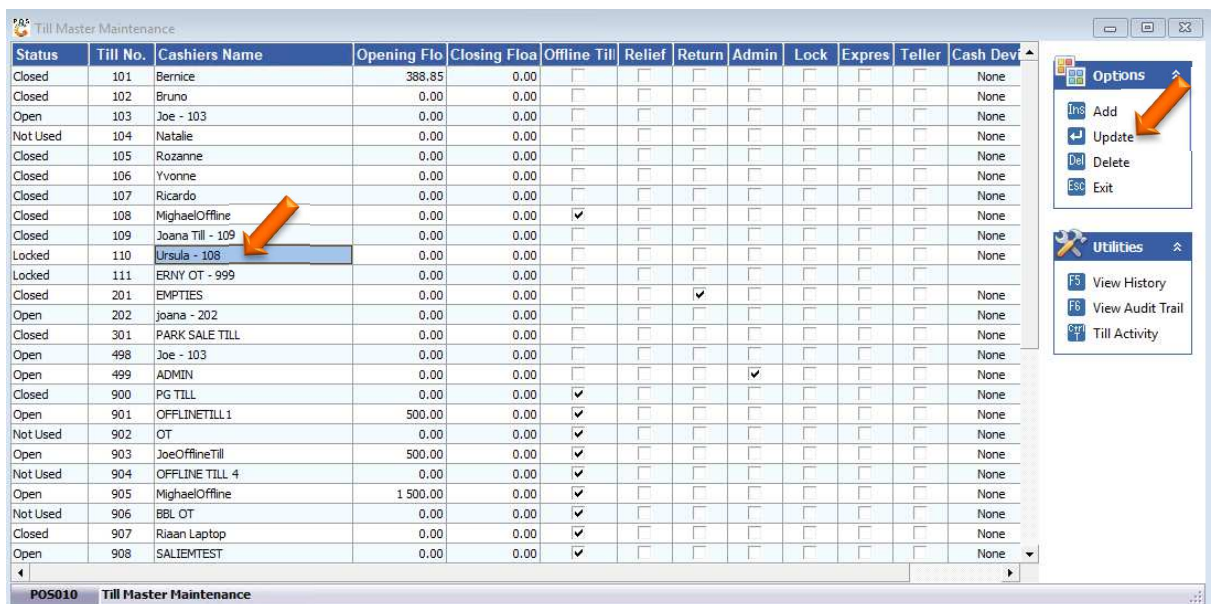 POS Till Master Maintenance
Status Till No. Cashiers Name Opening Flo Closing Floa Offline Till Relief Return Admin Lock Expres Teller Cash Devi
Closed 101 Bernice 388.85 0.00 None
Closed 102 Bruno 0.00 0.00 None
Open 103 Joe - 103 0.00 0.00 None
Not Used 104 Natalie 0.00 0.00 None
Closed 105 Rozanne 0.00 0.00 None
Closed 106 Yvonne 0.00 0.00 None
Closed 107 Ricardo 0.00 0.00 None
Closed 108 MighaelOffline 0.00 0.00 None
Closed 109 Joana Till - 109 0.00 0.00 None
Locked 110 Ursula - 108 0.00 0.00 None
Locked 111 ERNY OT - 999 0.00 0.00
Closed 201 EMPTIES 0.00 0.00 None
Open 202 joana - 202 0.00 0.00 None
Closed 301 PARK SALE TILL 0.00 0.00 None
Open 498 Joe - 103 0.00 0.00 None
Open 499 ADMIN 0.00 0.00 None
Closed 900 PG TILL 0.00 0.00 None
Open 901 OFFLINETILL1 500.00 0.00 None
Not Used 902 OT 0.00 0.00 None
Open 903 JoeOfflineTill 500.00 0.00 None
Not Used 904 OFFLINE TILL 4 0.00 0.00 None
Open 905 MighaelOffline 1 500.00 0.00 None
Not Used 906 BBL OT 0.00 0.00 None
Closed 907 Riaan Laptop 0.00 0.00 None
Open 908 SALIEMTEST 0.00 0.00 None
Options
Ins Add
Update
Del Delete
Esc Exit
Utilities
F5 View History
F6 View Audit Trail
Ctrl T Till Activity
POS010 Till Master Maintenance